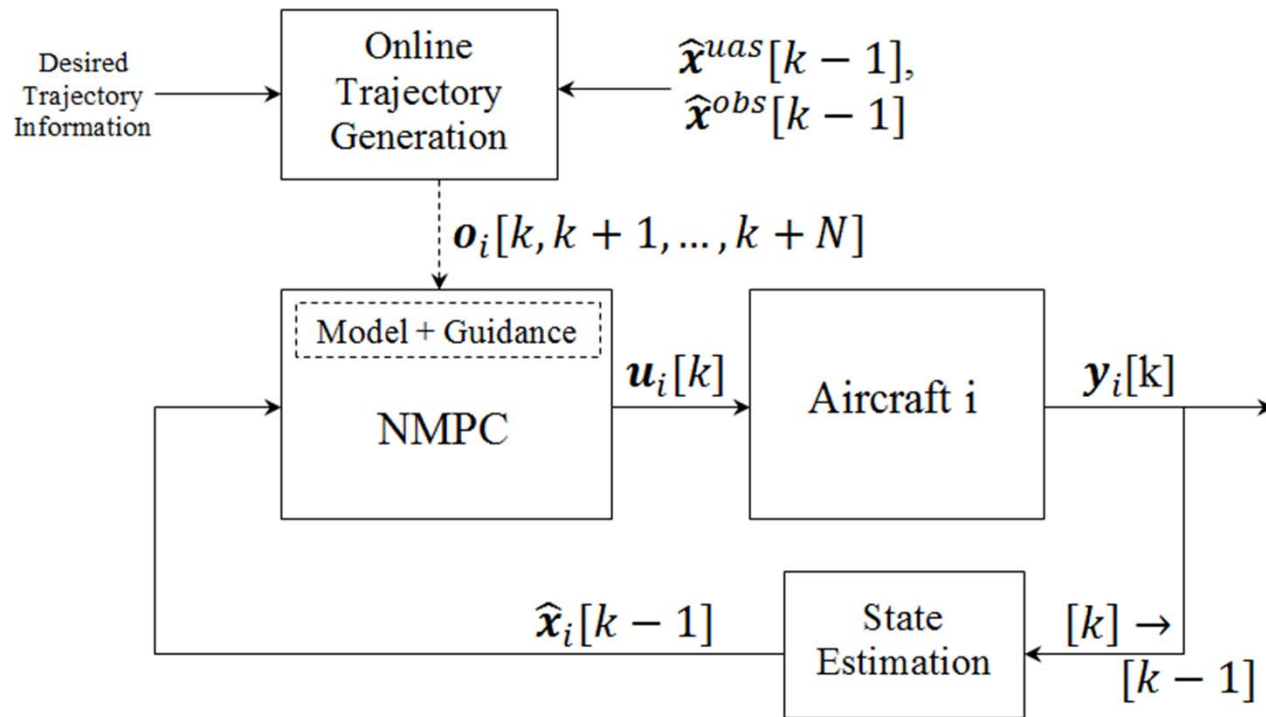 Desired
Trajectory
Information
Online
Trajectory
Generation
x̂^{uas}[k − 1],
x̂^{obs}[k − 1]
o_i[k, k + 1, ..., k + N]
Model + Guidance
NMPC
u_i[k]
Aircraft i
y_i[k]
x̂_i[k − 1]
State
Estimation
[k] →
[k − 1]